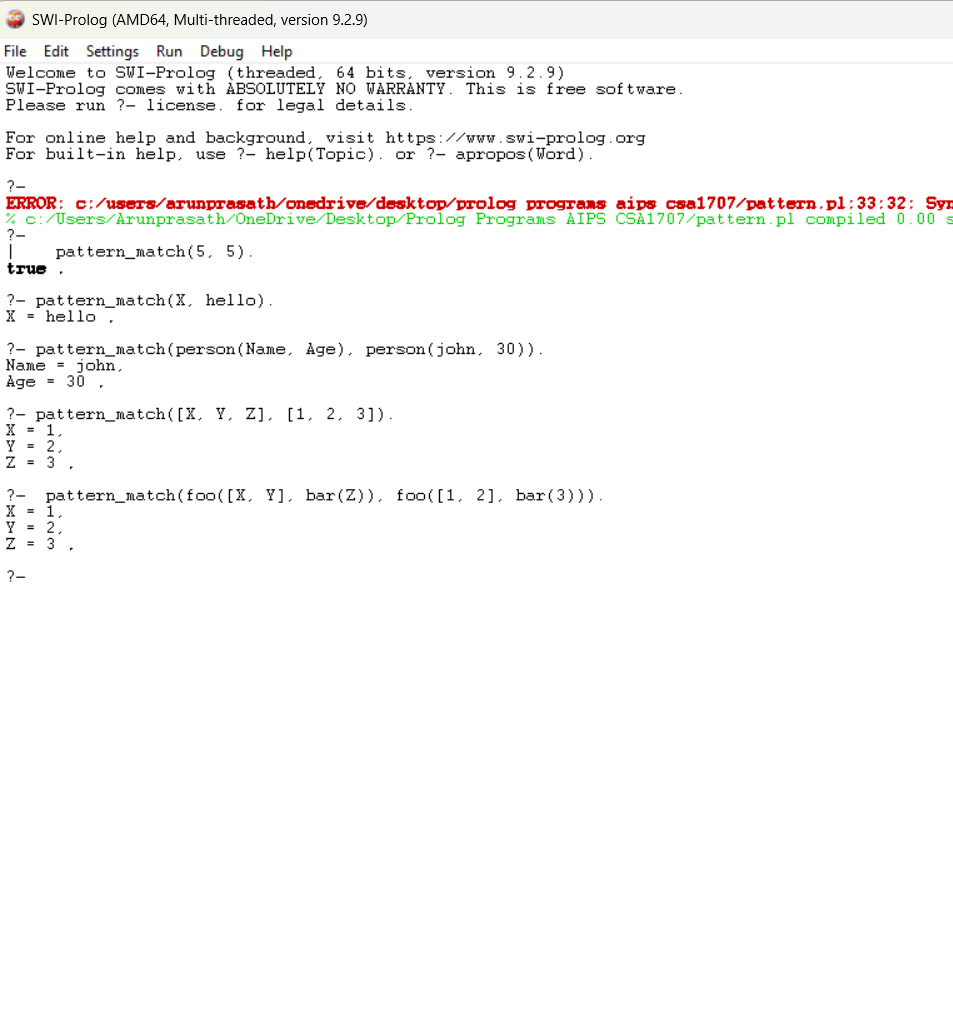 SWI-Prolog (AMD64, Multi-threaded, version 9.2.9)
File Edit Settings Run Debug Help
Welcome to SWI-Prolog (threaded, 64 bits, version 9.2.9)
SWI-Prolog comes with ABSOLUTELY NO WARRANTY. This is free software.
Please run ?- license. for legal details.
For online help and background, visit https://www.swi-prolog.org
For built-in help, use ?- help(Topic). or ?- apropos(Word).
?-
ERROR: c:/users/arunprasath/onedrive/desktop/prolog programs aips csa1707/pattern.pl:33:32: Syn
% c:/Users/Arunprasath/OneDrive/Desktop/Prolog Programs AIPS CSA1707/pattern.pl compiled 0.00 s
?-
|    pattern_match(5, 5).
true .
?- pattern_match(X, hello).
X = hello .
?- pattern_match(person(Name, Age), person(john, 30)).
Name = john,
Age = 30 .
?- pattern_match([X, Y, Z], [1, 2, 3]).
X = 1,
Y = 2,
Z = 3 .
?-  pattern_match(foo([X, Y], bar(Z)), foo([1, 2], bar(3))).
X = 1,
Y = 2,
Z = 3 .
?-